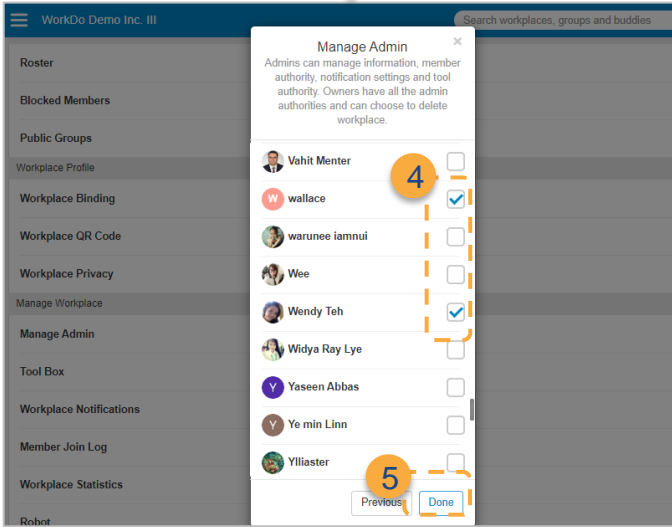 WorkDo Demo Inc. III
Search workplaces, groups and buddies
Roster
Blocked Members
Public Groups
Workplace Profile
Workplace Binding
Workplace QR Code
Workplace Privacy
Manage Workplace
Manage Admin
Tool Box
Workplace Notifications
Member Join Log
Workplace Statistics
Robot
Manage Admin
×
Admins can manage information, member
authority, notification settings and tool
authority. Owners have all the admin
authorities and can choose to delete
workplace.
Vahit Menter
4
W wallace
warunee iamnui
Wee
Wendy Teh
Widya Ray Lye
Y Yaseen Abbas
Y Ye min Linn
Ylliaster
5
Previous Done